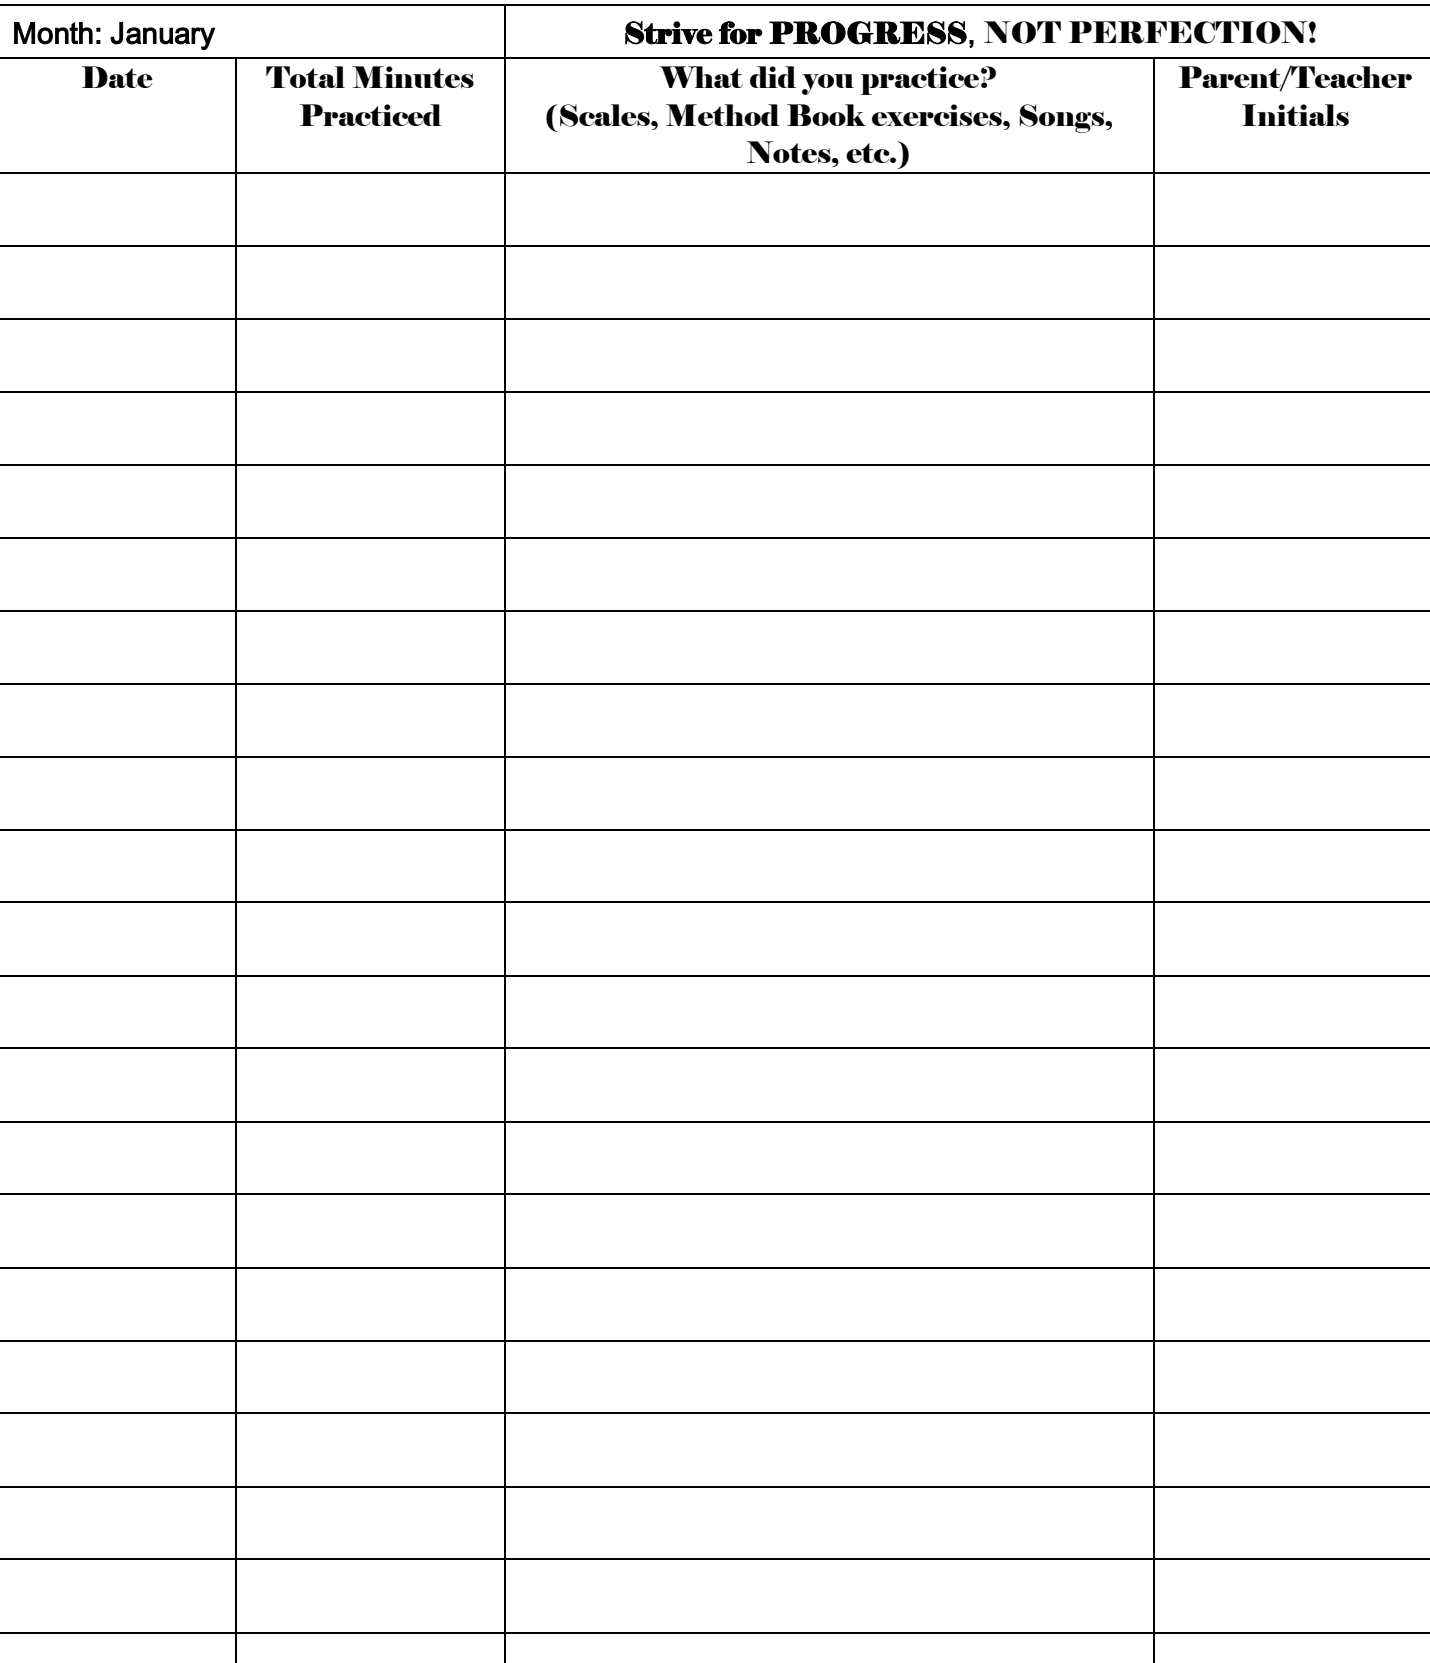 Month: January
Strive for PROGRESS, NOT PERFECTION!
Date
Total Minutes
Practiced
What did you practice?
(Scales, Method Book exercises, Songs,
Notes, etc.)
Parent/Teacher
Initials